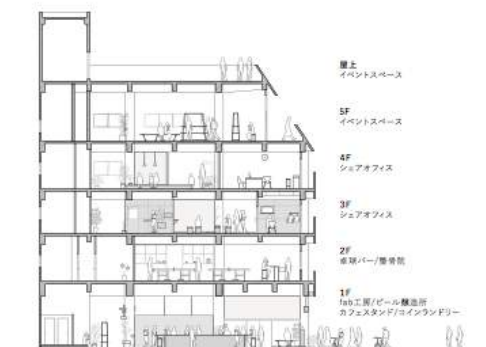 屋上
イベントスペース
5F
イベントスペース
4F
シェアオフィス
3F
シェアオフィス
2F
卓球バー/整骨院
1F
fab工房/ビール醸造所
カフェスタンド/コインランドリー